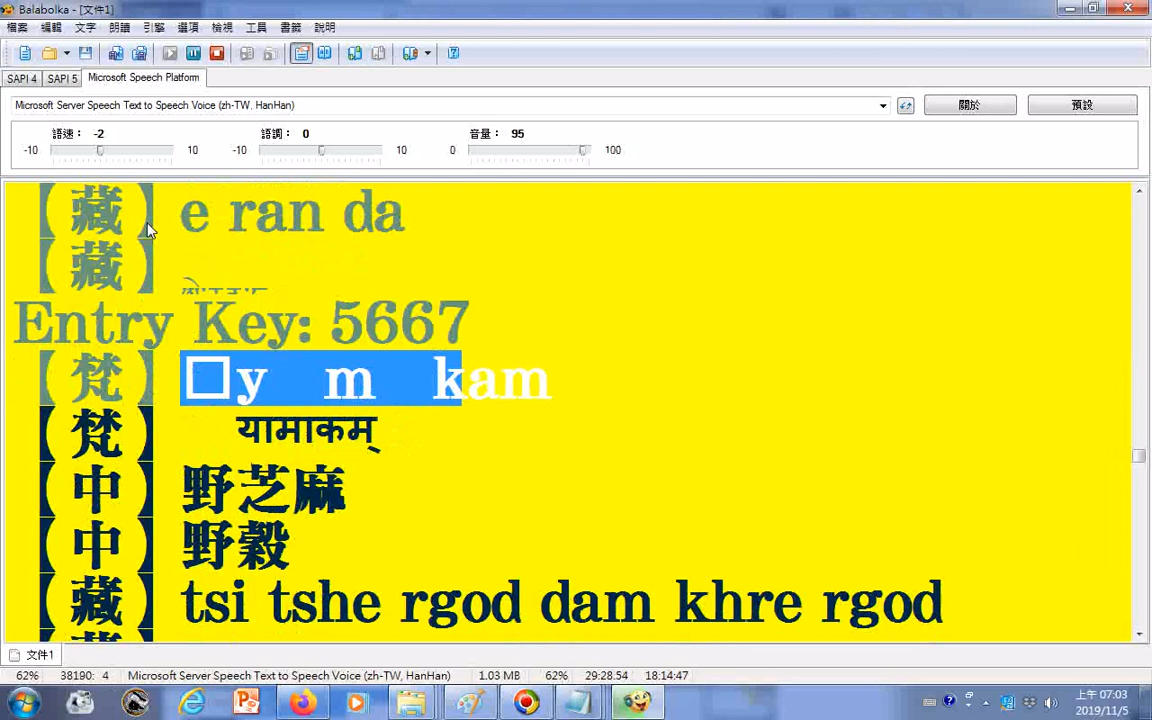 Balabolka - [文件1]
檔案 編輯 文字 朗讀 引擎 選項 檢視 工具 書籤 說明
SAPI 4 SAPI 5 Microsoft Speech Platform
Microsoft Server Speech Text to Speech Voice (zh-TW, HanHan) 關於 預設
語速： -2 語調： 0 音量： 95
-10 10 -10 10 0 100
【藏】 e ran da
【藏】
Entry Key: 5667
【梵】 □y m kam
【梵】 यामाकम्
【中】 野芝麻
【中】 野穀
【藏】 tsi tshe rgod dam khre rgod
文件1
62% 38190: 4 Microsoft Server Speech Text to Speech Voice (zh-TW, HanHan) 1.03 MB 62% 29:28.54 18:14:47
上午 07:03
2019/11/5